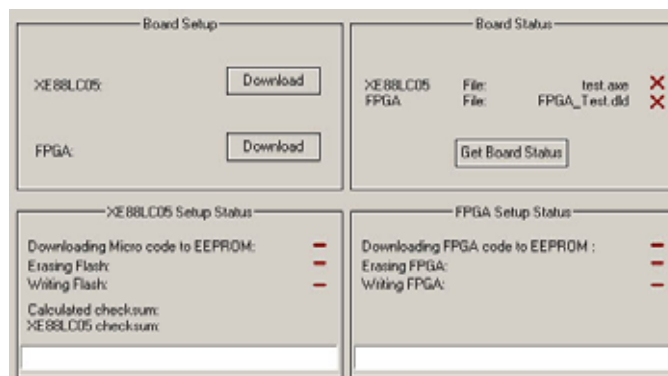 Board Setup
XE88LC05: Download
FPGA: Download
Board Status
XE88LC05 File: test.axe
FPGA File: FPGA_Test.dld
Get Board Status
XE88LC05 Setup Status
Downloading Micro code to EEPROM:
Erasing Flash:
Writing Flash:
Calculated checksum:
XE88LC05 checksum:
FPGA Setup Status
Downloading FPGA code to EEPROM :
Erasing FPGA:
Writing FPGA: